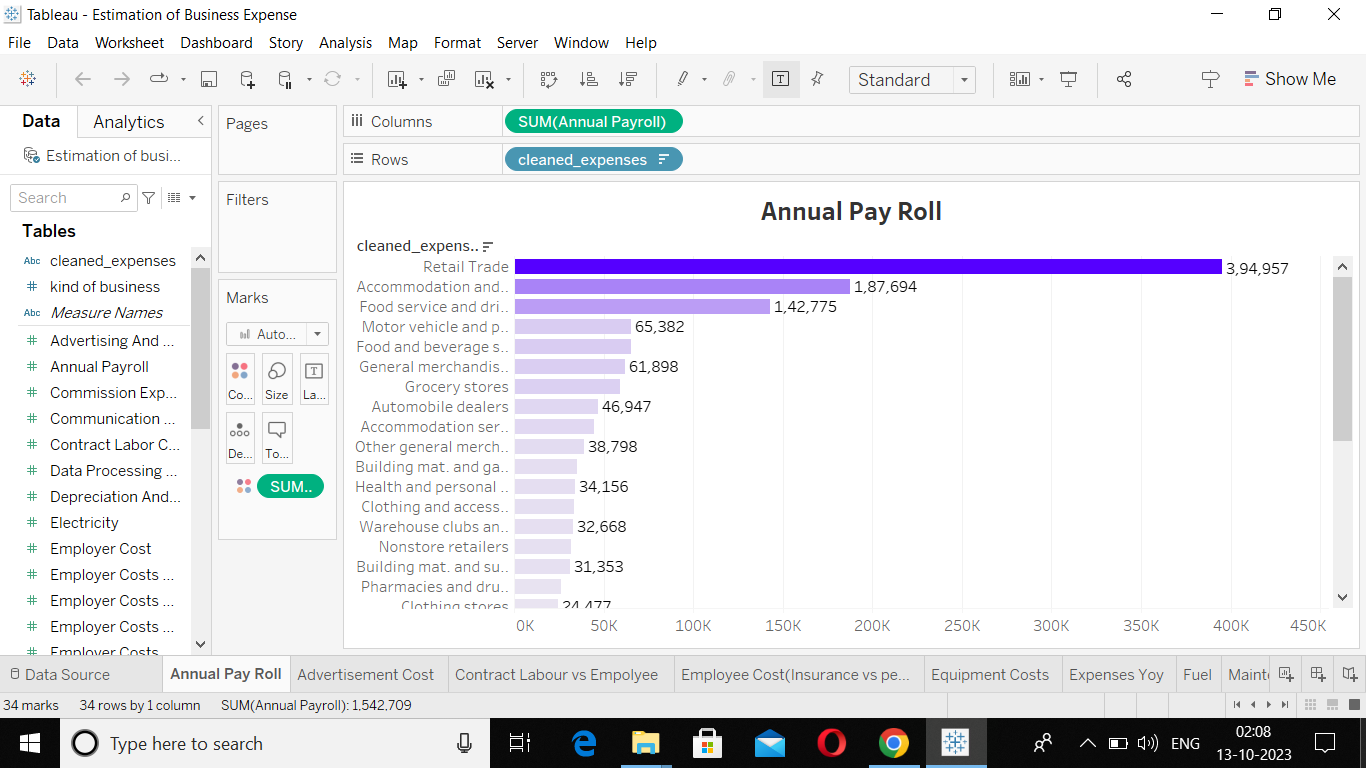 Tableau - Estimation of Business Expense
File Data Worksheet Dashboard Story Analysis Map Format Server Window Help
Standard
Show Me
Data Analytics
Estimation of busi...
Search
Tables
Abc cleaned_expenses
# kind of business
Abc Measure Names
# Advertising And ...
# Annual Payroll
# Commission Exp...
# Communication ...
# Contract Labor C...
# Data Processing ...
# Depreciation And...
# Electricity
# Employer Cost
# Employer Costs ...
# Employer Costs ...
# Employer Costs ...
# Employer Costs
Pages
Filters
Marks
Auto...
Co... Size La...
De... To...
SUM..
Columns SUM(Annual Payroll)
Rows cleaned_expenses
Annual Pay Roll
cleaned_expens..
Retail Trade 3,94,957
Accommodation and.. 1,87,694
Food service and dri.. 1,42,775
Motor vehicle and p.. 65,382
Food and beverage s..
General merchandis.. 61,898
Grocery stores
Automobile dealers 46,947
Accommodation ser..
Other general merch.. 38,798
Building mat. and ga..
Health and personal .. 34,156
Clothing and access..
Warehouse clubs an.. 32,668
Nonstore retailers
Building mat. and su.. 31,353
Pharmacies and dru..
Clothing stores 24,477
0K 50K 100K 150K 200K 250K 300K 350K 400K 450K
Data Source Annual Pay Roll Advertisement Cost Contract Labour vs Empolyee Employee Cost(Insurance vs pe... Equipment Costs Expenses Yoy Fuel Maint
34 marks 34 rows by 1 column SUM(Annual Payroll): 1,542,709
Type here to search
ENG
02:08
13-10-2023